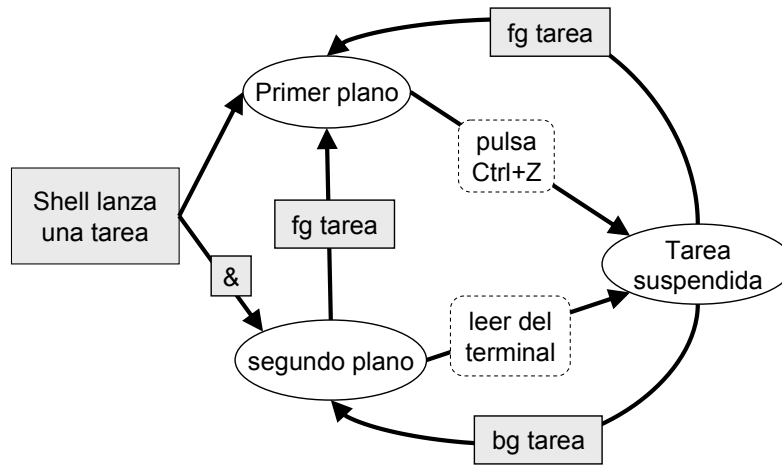 fg tarea
Primer plano
pulsa
Ctrl+Z
Shell lanza
una tarea
fg tarea
Tarea
suspendida
&
leer del
terminal
segundo plano
bg tarea